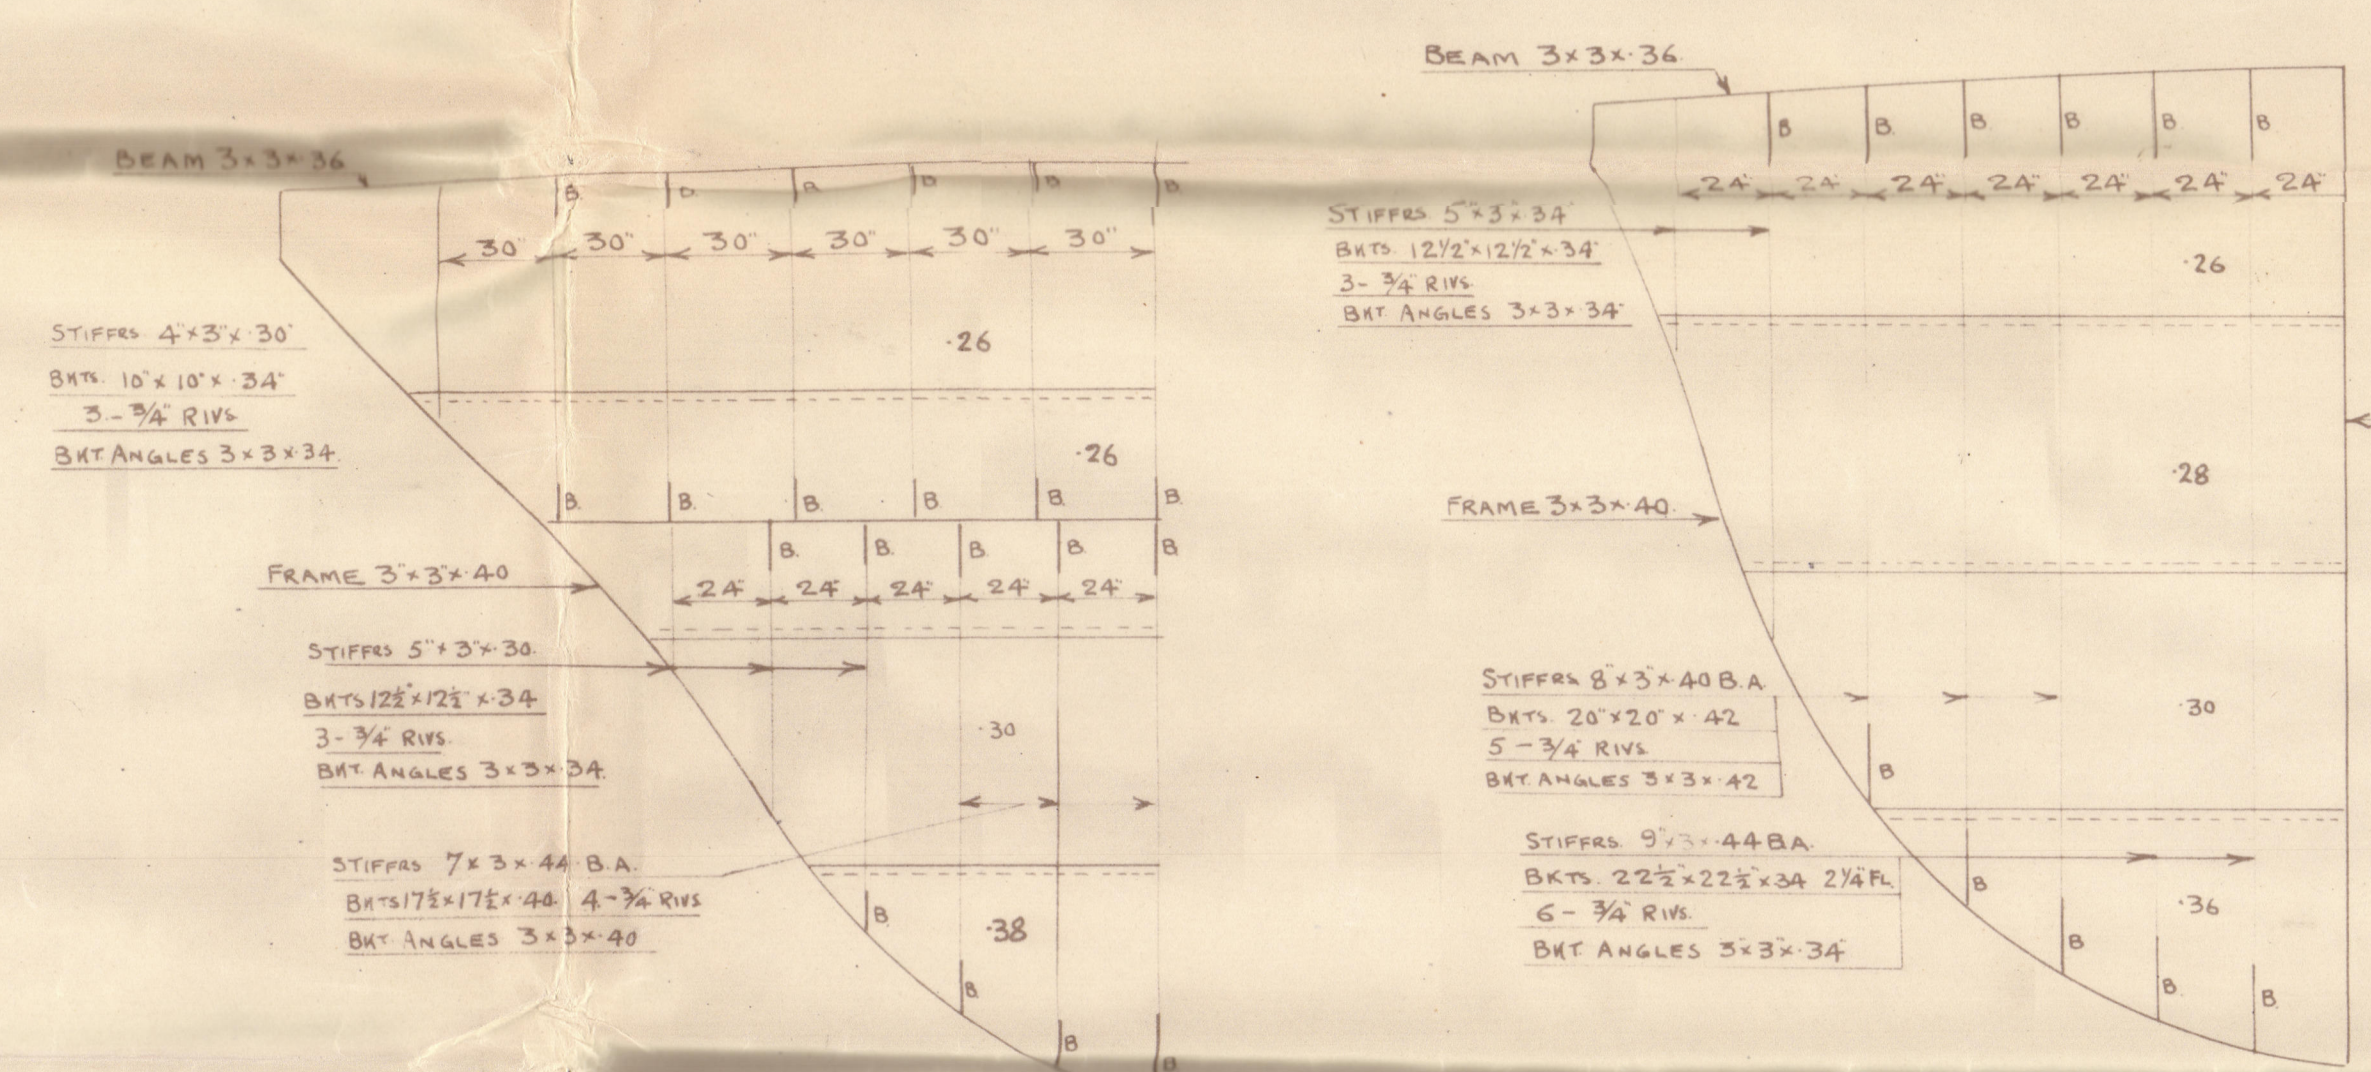 BEAM 3×3×·36
B. B. B. B. B. B.
30" 30" 30" 30" 30" 30"
STIFFRS 4"×3"×·30"
BKTS. 10"×10"×·34"
3-3/4" RIVS
BKT. ANGLES 3×3×·34.
·26
·26
B. B. B. B. B. B.
B. B. B. B. B
24" 24" 24" 24" 24"
FRAME 3"×3"×·40
STIFFRS 5"×3"×·30.
BKTS 12½"×12½"×·34
3-3/4" RIVS.
BKT. ANGLES 3×3×·34.
·30
STIFFRS 7×3×·44 B.A.
BKTS 17½×17½×·40. 4-3/4" RIVS
BKT. ANGLES 3×3×·40
B.
·38
B.
B
B
BEAM 3×3×·36.
B B. B B B B
24" 24" 24" 24" 24" 24" 24"
STIFFRS 5"×3"×·34"
BKTS. 12½"×12½"×·34"
3-3/4" RIVS.
BKT. ANGLES 3×3×·34"
·26
·28
FRAME 3×3×·40.
STIFFRS 8"×3"×·40 B.A.
BKTS. 20"×20"×·42
5-3/4" RIVS.
BKT. ANGLES 3×3×·42
·30
B
STIFFRS. 9"×3×·44 B.A.
BKTS. 22½"×22½"×34 2¼" FL.
6-3/4" RIVS.
BKT. ANGLES 3"×3"×·34"
B
·36
B
B.
B.